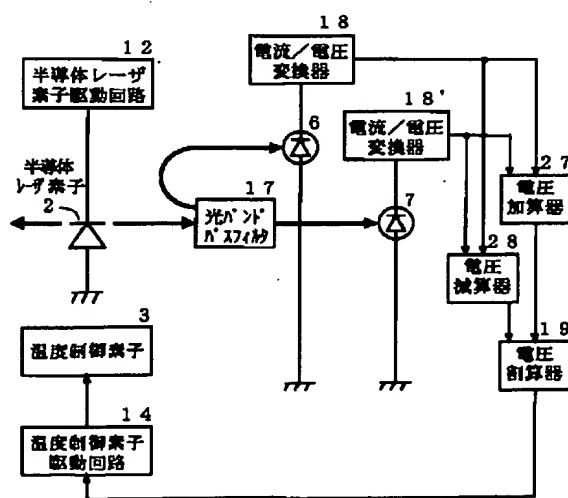 12
半導体レーザ
素子駆動回路
18
電流/電圧
変換器
18'
電流/電圧
変換器
6
半導体
レーザ素子
2
17
光バンド
パスフィルタ
7
27
電圧
加算器
28
電圧
減算器
19
電圧
割算器
3
温度制御素子
14
温度制御素子
駆動回路